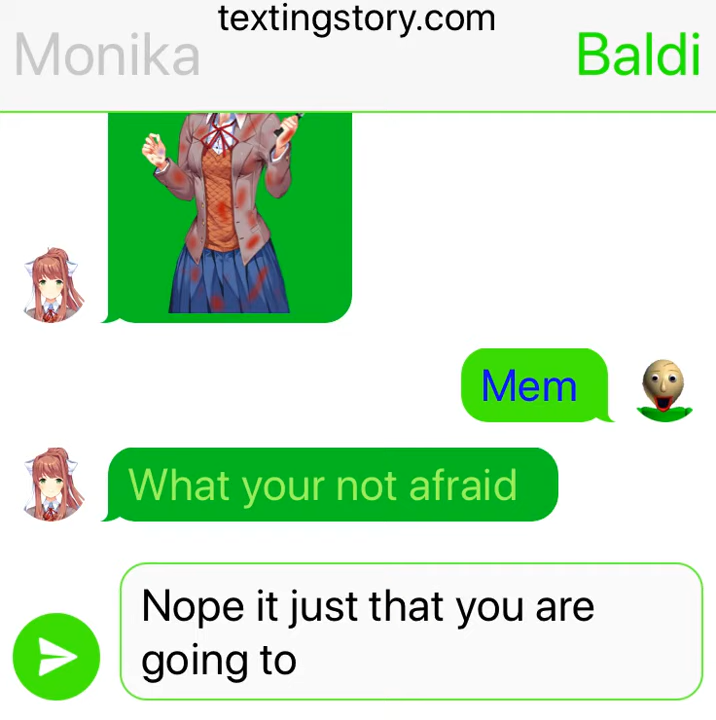 textingstory.com
Monika
Baldi
Mem
What your not afraid
Nope it just that you are
going to